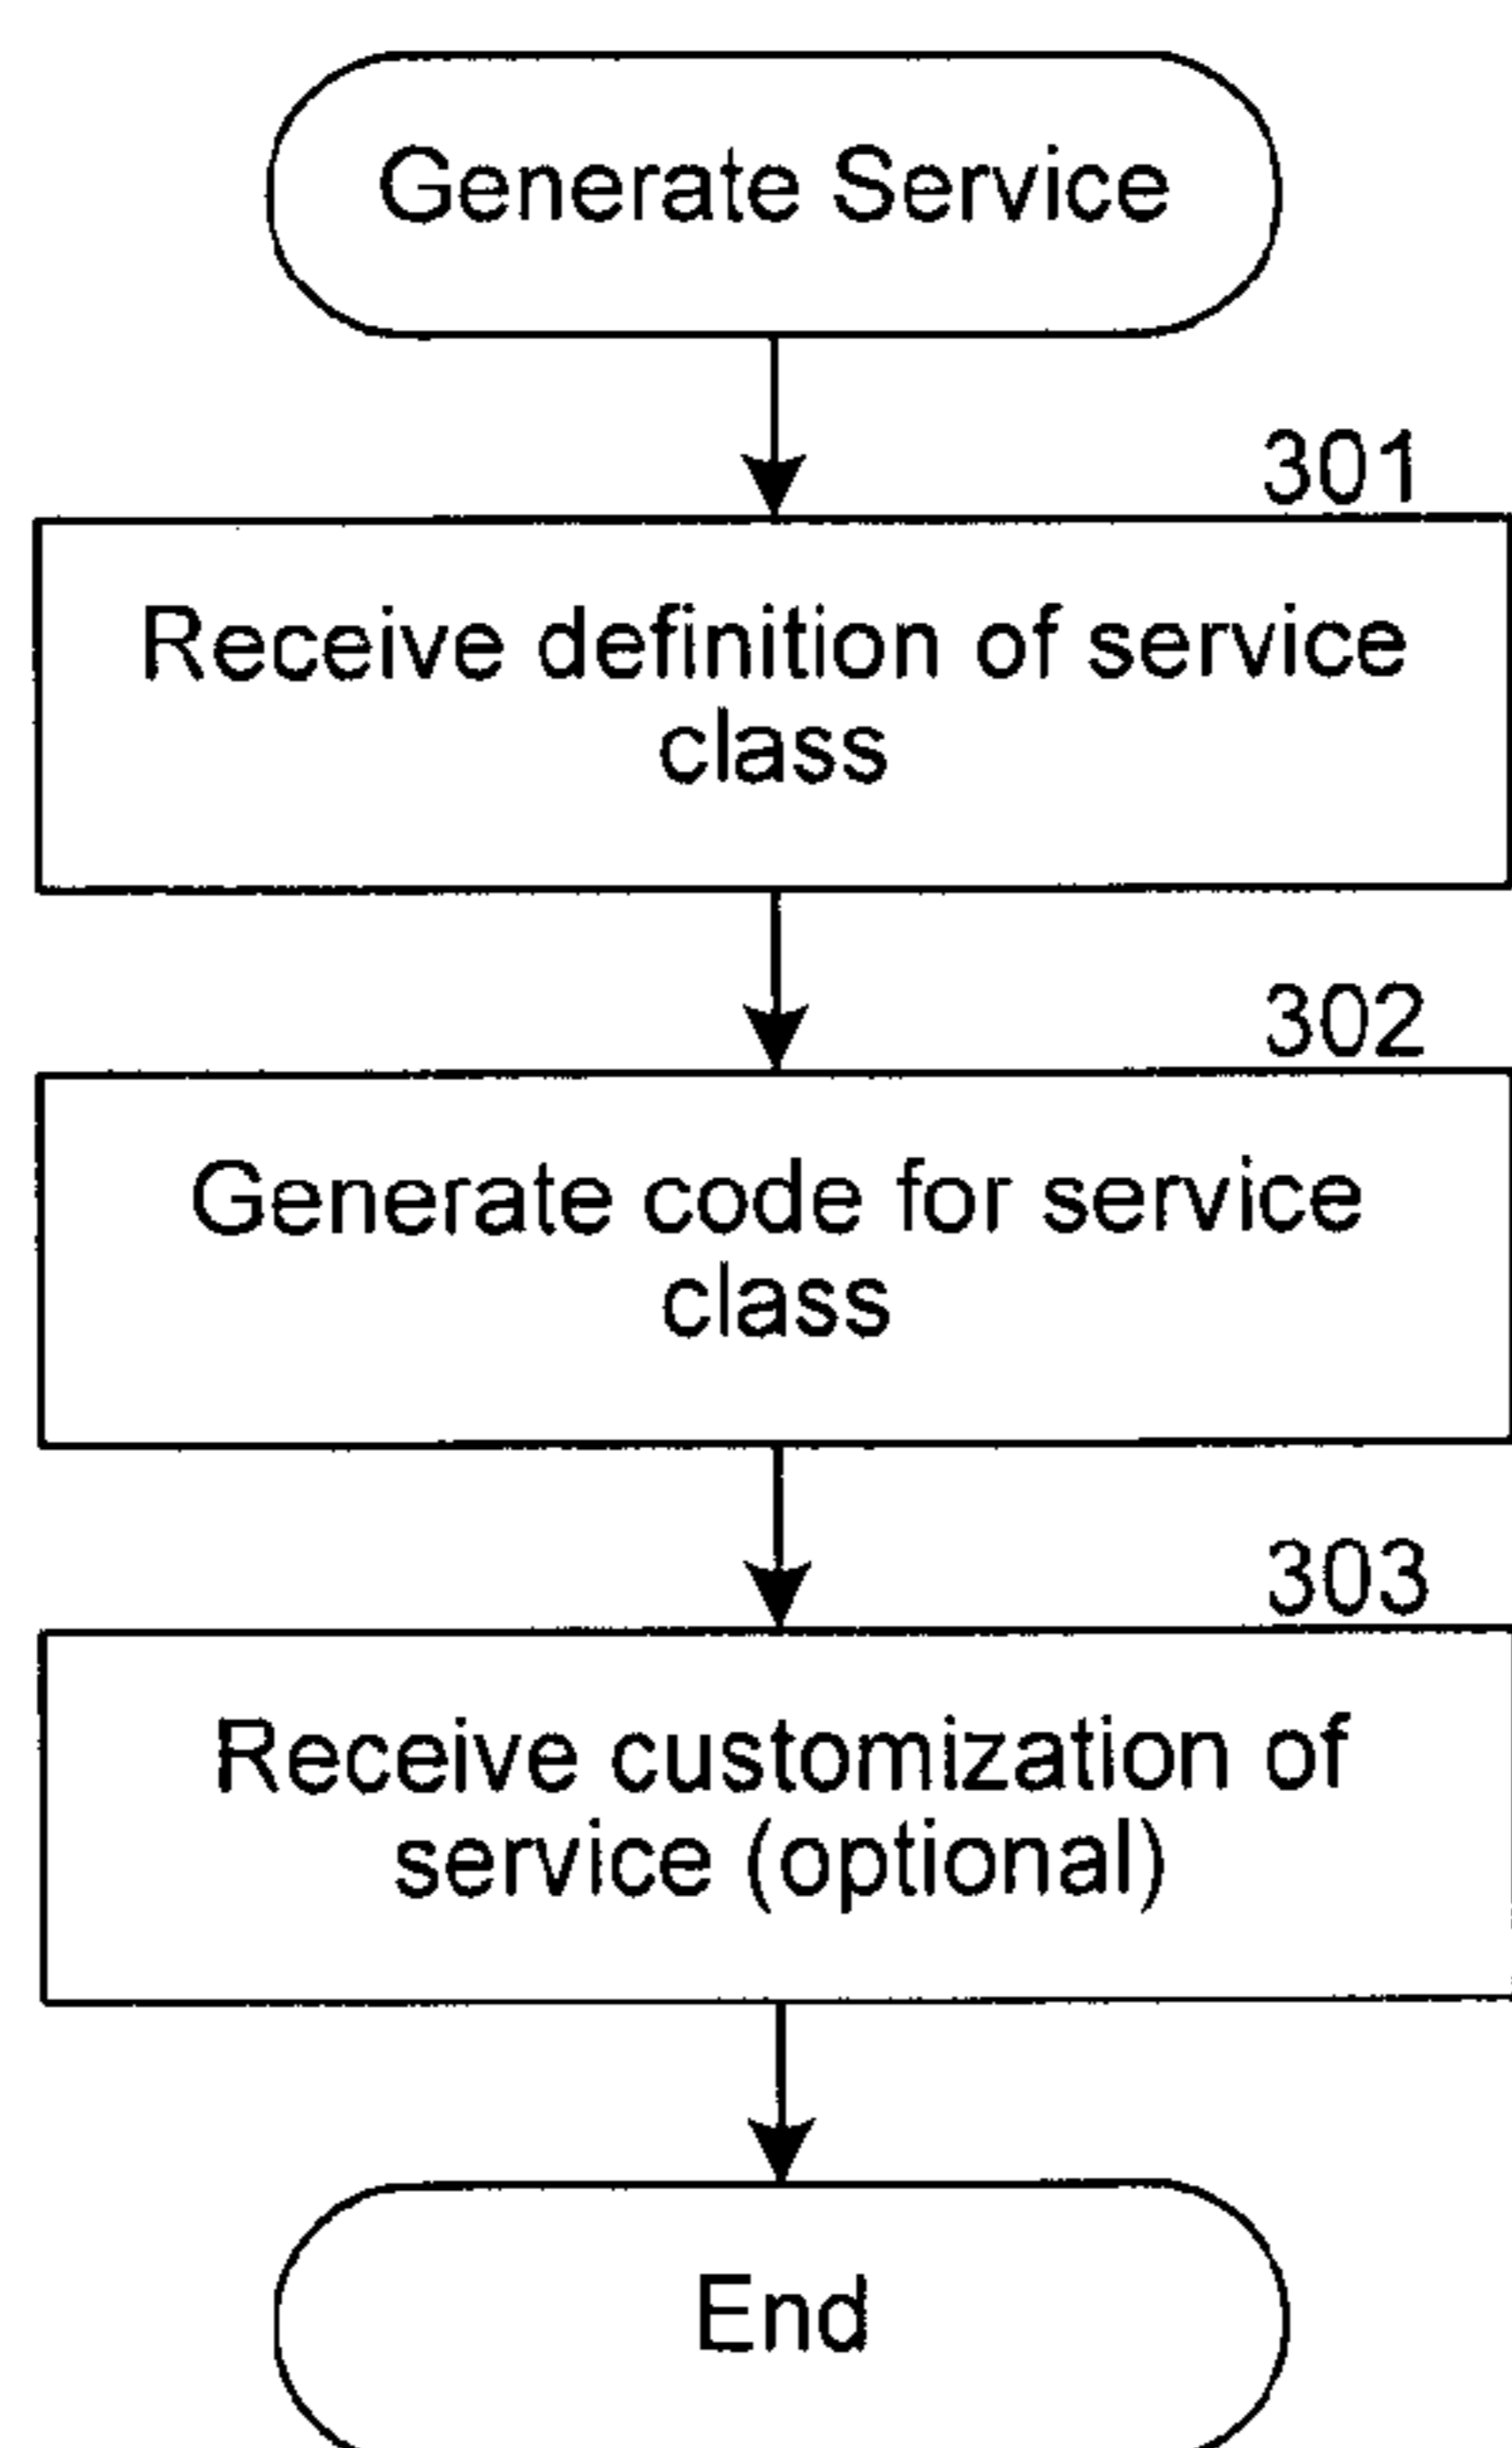 Generate Service
301
Receive definition of service
class
302
Generate code for service
class
303
Receive customization of
service (optional)
End